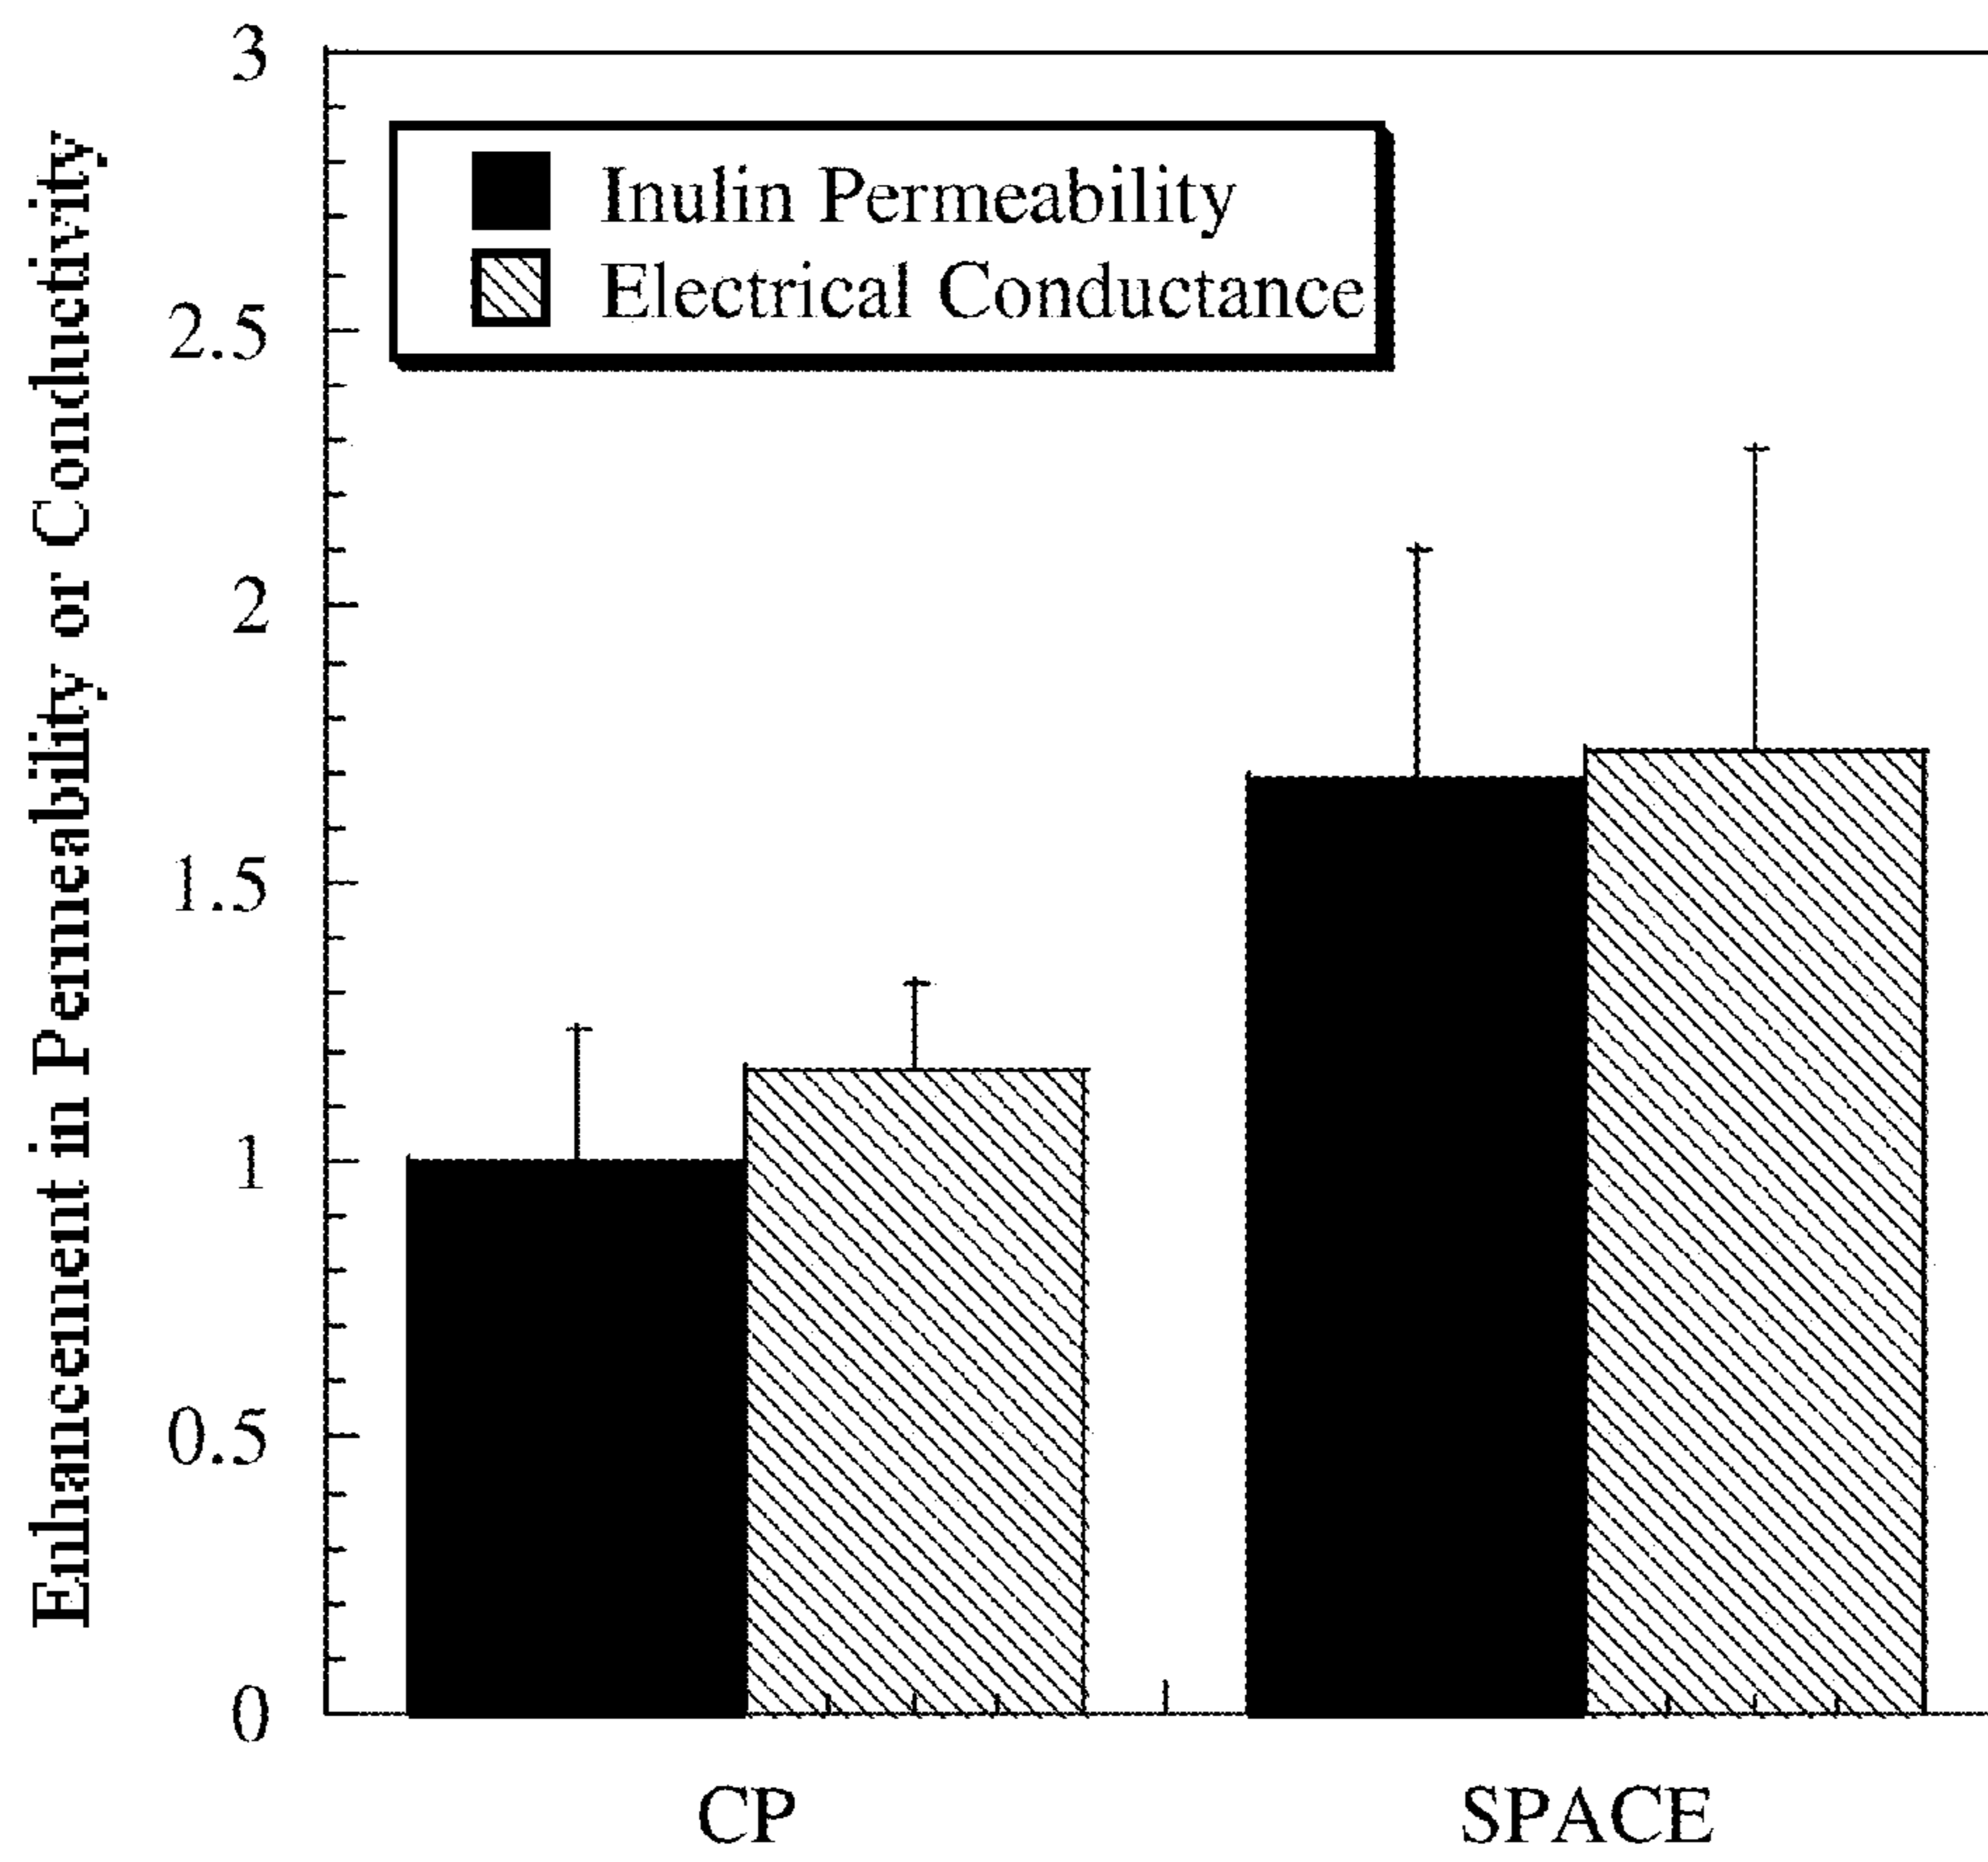 Enhancement in Permeability or Conductivity
3
2.5
2
1.5
1
0.5
0
Inulin Permeability
Electrical Conductance
CP
SPACE